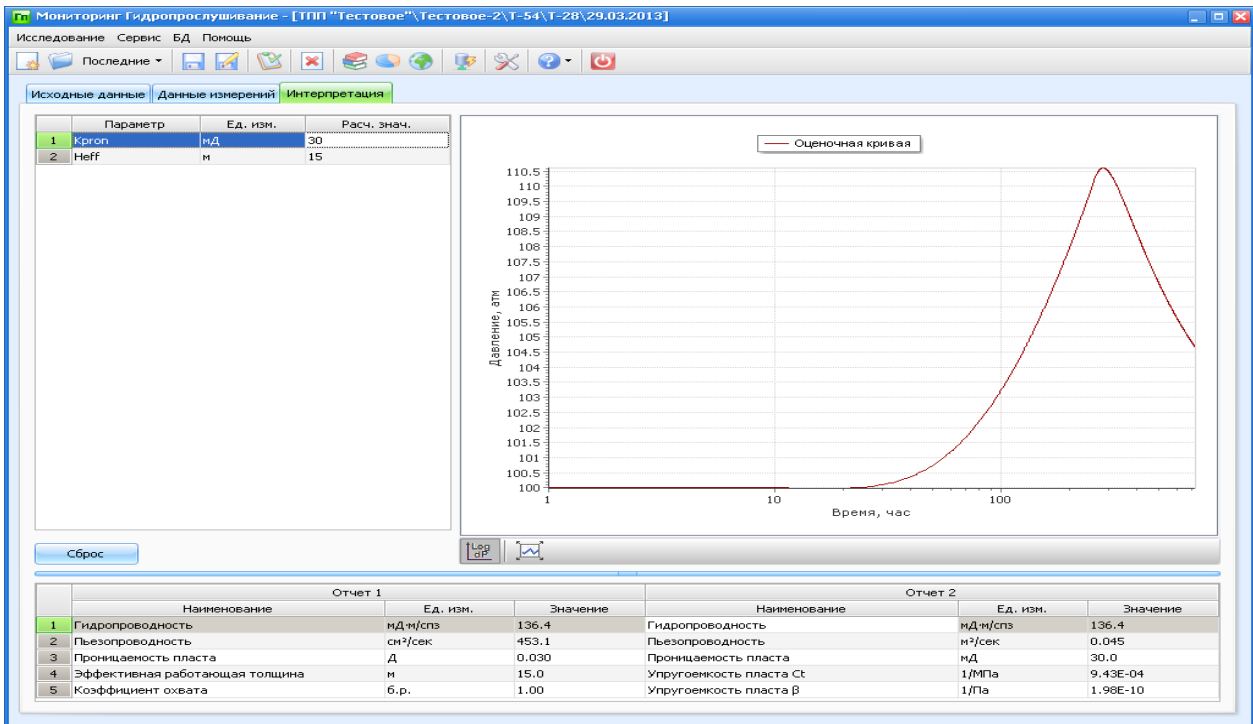 Гп Мониторинг Гидропрослушивание - [ТПП "Тестовое"\Тестовое-2\Т-54\Т-28\29.03.2013]
Исследование Сервис БД Помощь
Последние
Исходные данные Данные измерений Интерпретация
Параметр Ед. изм. Расч. знач.
1 Kpron мД 30
2 Heff м 15
Оценочная кривая
110.5
110
109.5
109
108.5
108
107.5
107
106.5
106
105.5
105
104.5
104
103.5
103
102.5
102
101.5
101
100.5
100
Давление, атм
1 10 100
Время, час
Сброс
Log dP
Отчет 1 Отчет 2
Наименование Ед. изм. Значение Наименование Ед. изм. Значение
1 Гидропроводность мД·м/спз 136.4 Гидропроводность мД·м/спз 136.4
2 Пьезопроводность см²/сек 453.1 Пьезопроводность м²/сек 0.045
3 Проницаемость пласта Д 0.030 Проницаемость пласта мД 30.0
4 Эффективная работающая толщина м 15.0 Упругоемкость пласта Ct 1/МПа 9.43E-04
5 Коэффициент охвата б.р. 1.00 Упругоемкость пласта β 1/Па 1.98E-10